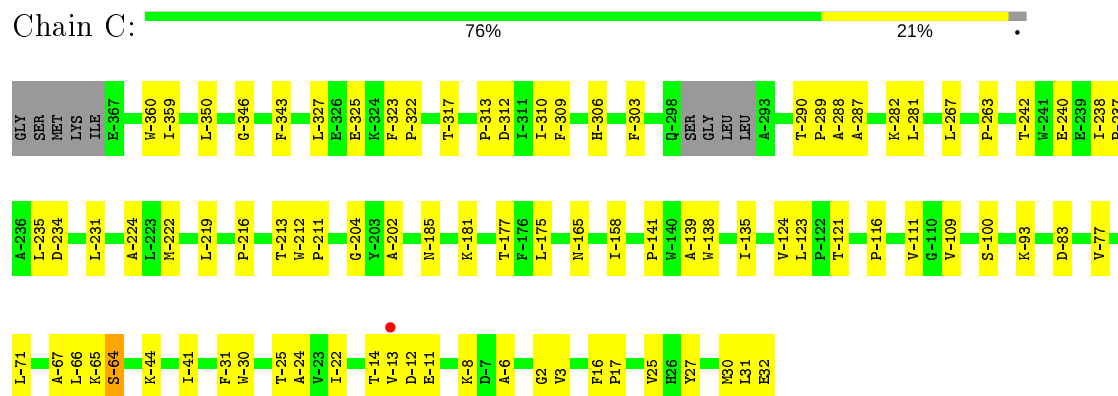 Chain C:
76% 21% •
GLY SER MET LYS ILE E-367 W-360 I-359 L-350 G-346 F-343 L-327 E-326 E-325 K-324 F-323 P-322 T-317 P-313 D-312 I-311 I-310 F-309 H-306 F-303 Q-298 SER GLY LEU LEU A-293 T-290 P-289 A-288 A-287 K-282 L-281 L-267 P-263 T-242 W-241 E-240 E-239 I-238 P-237
A-236 L-235 D-234 L-231 A-224 L-223 M-222 L-219 P-216 T-213 W-212 P-211 G-204 Y-203 A-202 N-185 K-181 T-177 F-176 L-175 N-165 I-158 P-141 W-140 A-139 W-138 I-135 V-124 L-123 P-122 T-121 P-116 V-111 G-110 V-109 S-100 K-93 D-83 V-77
L-71 A-67 L-66 K-65 S-64 K-44 I-41 F-31 W-30 T-25 A-24 V-23 I-22 T-14 V-13 D-12 E-11 K-8 D-7 A-6 G2 V3 F16 P17 V25 H26 Y27 M30 L31 E32